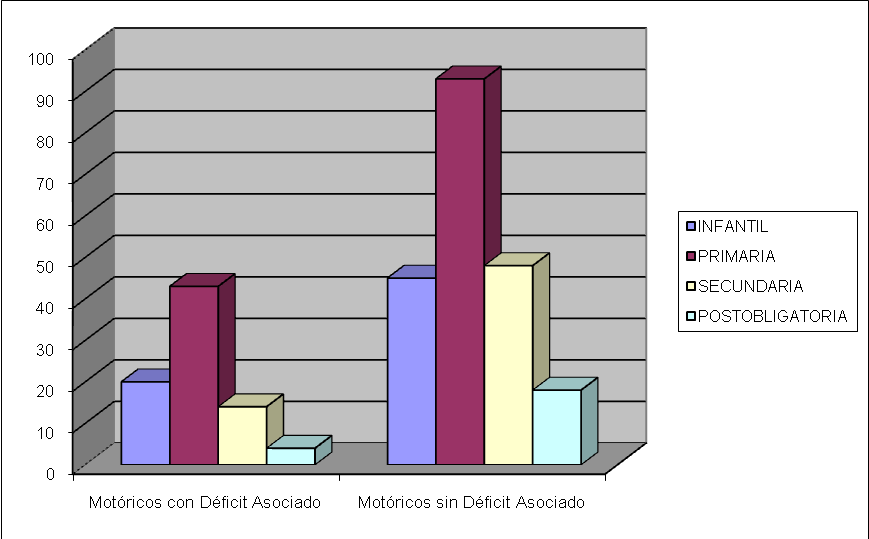 100
90
80
70
60
50
40
30
20
10
0
Motóricos con Déficit Asociado
Motóricos sin Déficit Asociado
INFANTIL
PRIMARIA
SECUNDARIA
POSTOBLIGATORIA